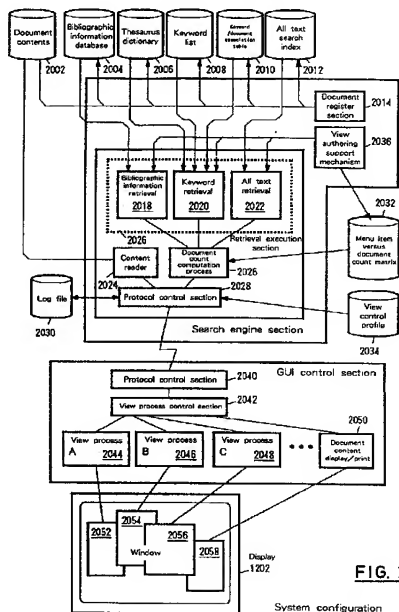 Document
contents
Bibliographic
information
database
Thesaurus
dictionary
Keyword
list
Keyword
/document
association
table
All text
search
index
2002
2004
2006
2008
2010
2012
Document
register
section
2014
View
authering
support
mechanism
2036
Bibliographic
information
retrieval
2018
Keyword
retrieval
2020
All text
retrieval
2022
2026
Retrieval execution
section
2032
Menu item
versus
document
count matrix
Content
reader
2024
Document
count computation
process
2026
Protocol control section
2028
Log file
2030
Search engine section
View
control
profile
2034
Protocol control section
2040
GUI control section
View process control section
2042
2050
View process
A 2044
View process
B 2046
View process
C 2048
Document
content
display/print
2052
2054
2056
2058
Window
Display
1202
FIG.
System configuration